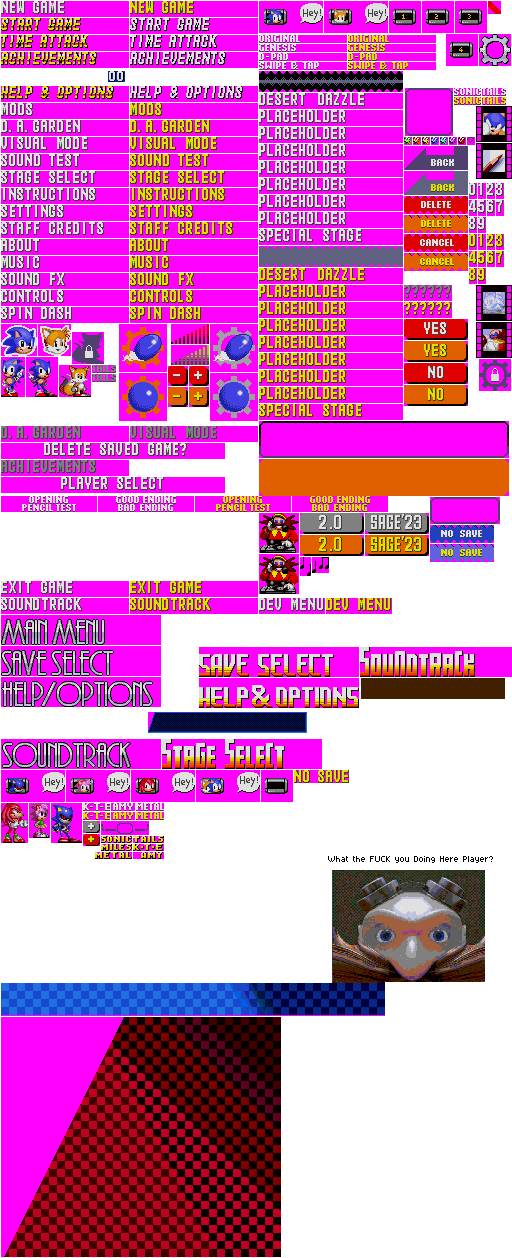 NEW GAME NEW GAME
START GAME START GAME
TIME ATTACK TIME ATTACK
ACHIEVEMENTS ACHIEVEMENTS
Hey! Hey! 1 2 3
ORIGINAL ORIGINAL
GENESIS GENESIS
D-PAD D-PAD
SWIPE & TAP SWIPE & TAP
4
00
HELP & OPTIONS HELP & OPTIONS
MODS MODS
D. A. GARDEN D. A. GARDEN
VISUAL MODE VISUAL MODE
SOUND TEST SOUND TEST
STAGE SELECT STAGE SELECT
INSTRUCTIONS INSTRUCTIONS
SETTINGS SETTINGS
STAFF CREDITS STAFF CREDITS
ABOUT ABOUT
MUSIC MUSIC
SOUND FX SOUND FX
CONTROLS CONTROLS
SPIN DASH SPIN DASH
DESERT DAZZLE
PLACEHOLDER
PLACEHOLDER
PLACEHOLDER
PLACEHOLDER
PLACEHOLDER
PLACEHOLDER
PLACEHOLDER
SPECIAL STAGE
DESERT DAZZLE
PLACEHOLDER
PLACEHOLDER
PLACEHOLDER
PLACEHOLDER
PLACEHOLDER
PLACEHOLDER
PLACEHOLDER
SPECIAL STAGE
SONIC TAILS
SONIC TAILS
BACK
BACK
DELETE
DELETE
CANCEL
CANCEL
0123
4567
89
0123
4567
89
??????
??????
YES
YES
NO
NO
D. A. GARDEN VISUAL MODE
DELETE SAVED GAME?
ACHIEVEMENTS
PLAYER SELECT
OPENING GOOD ENDING OPENING GOOD ENDING
PENCIL TEST BAD ENDING PENCIL TEST BAD ENDING
2.0 SAGE'23
2.0 SAGE'23
NO SAVE
NO SAVE
EXIT GAME EXIT GAME
SOUNDTRACK SOUNDTRACK DEV MENU DEV MENU
MAIN MENU
SAVE SELECT SAVE SELECT SOUNDTRACK
HELP/OPTIONS HELP & OPTIONS
SOUNDTRACK STAGE SELECT
Hey! Hey! Hey! Hey! NO SAVE
K-T-E AMY METAL
K-T-E AMY METAL
SONIC TAILS
MILES K-T-E
METAL AMY
What the FUCK you Doing Here Player?